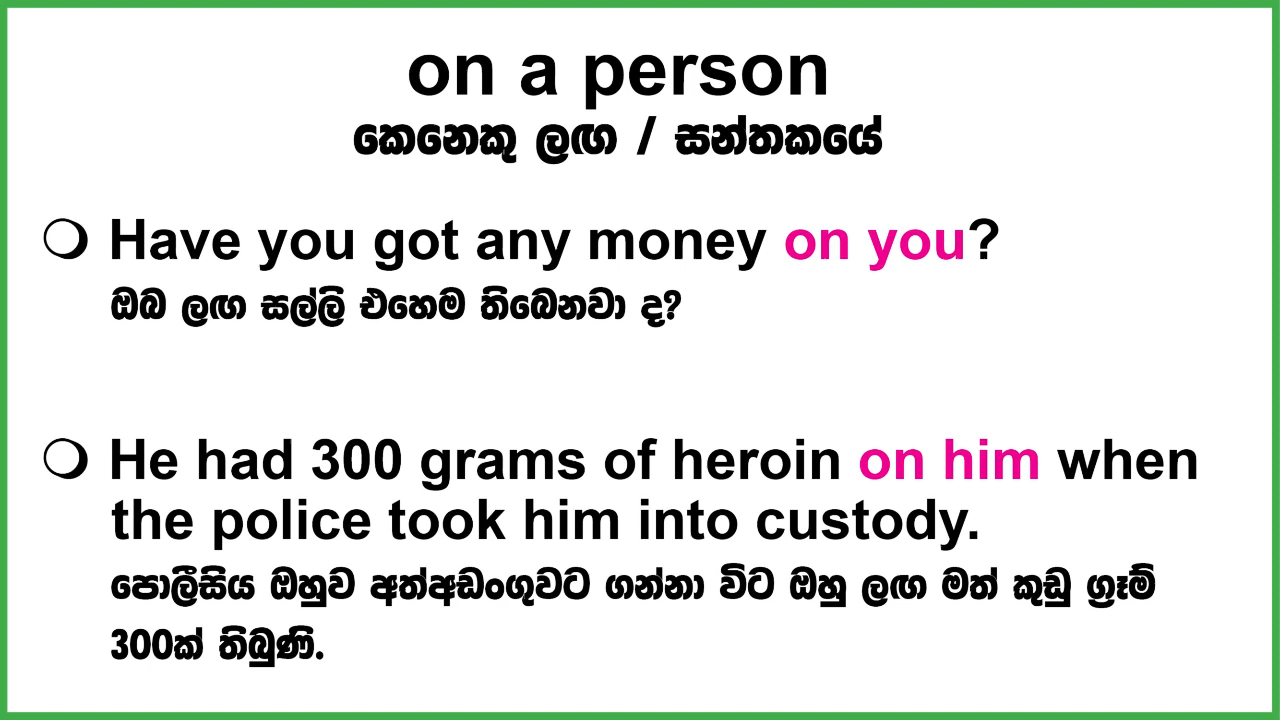 on a person
කෙනෙකු ලඟ / සන්තකයේ
❍ Have you got any money on you?
ඔබ ලඟ සල්ලි එහෙම තිබෙනවා ද?
❍ He had 300 grams of heroin on him when
the police took him into custody.
පොලීසිය ඔහුව අත්අඩංගුවට ගන්නා විට ඔහු ලඟ මත් කුඩු ග්‍රෑම්
300ක් තිබුණි.